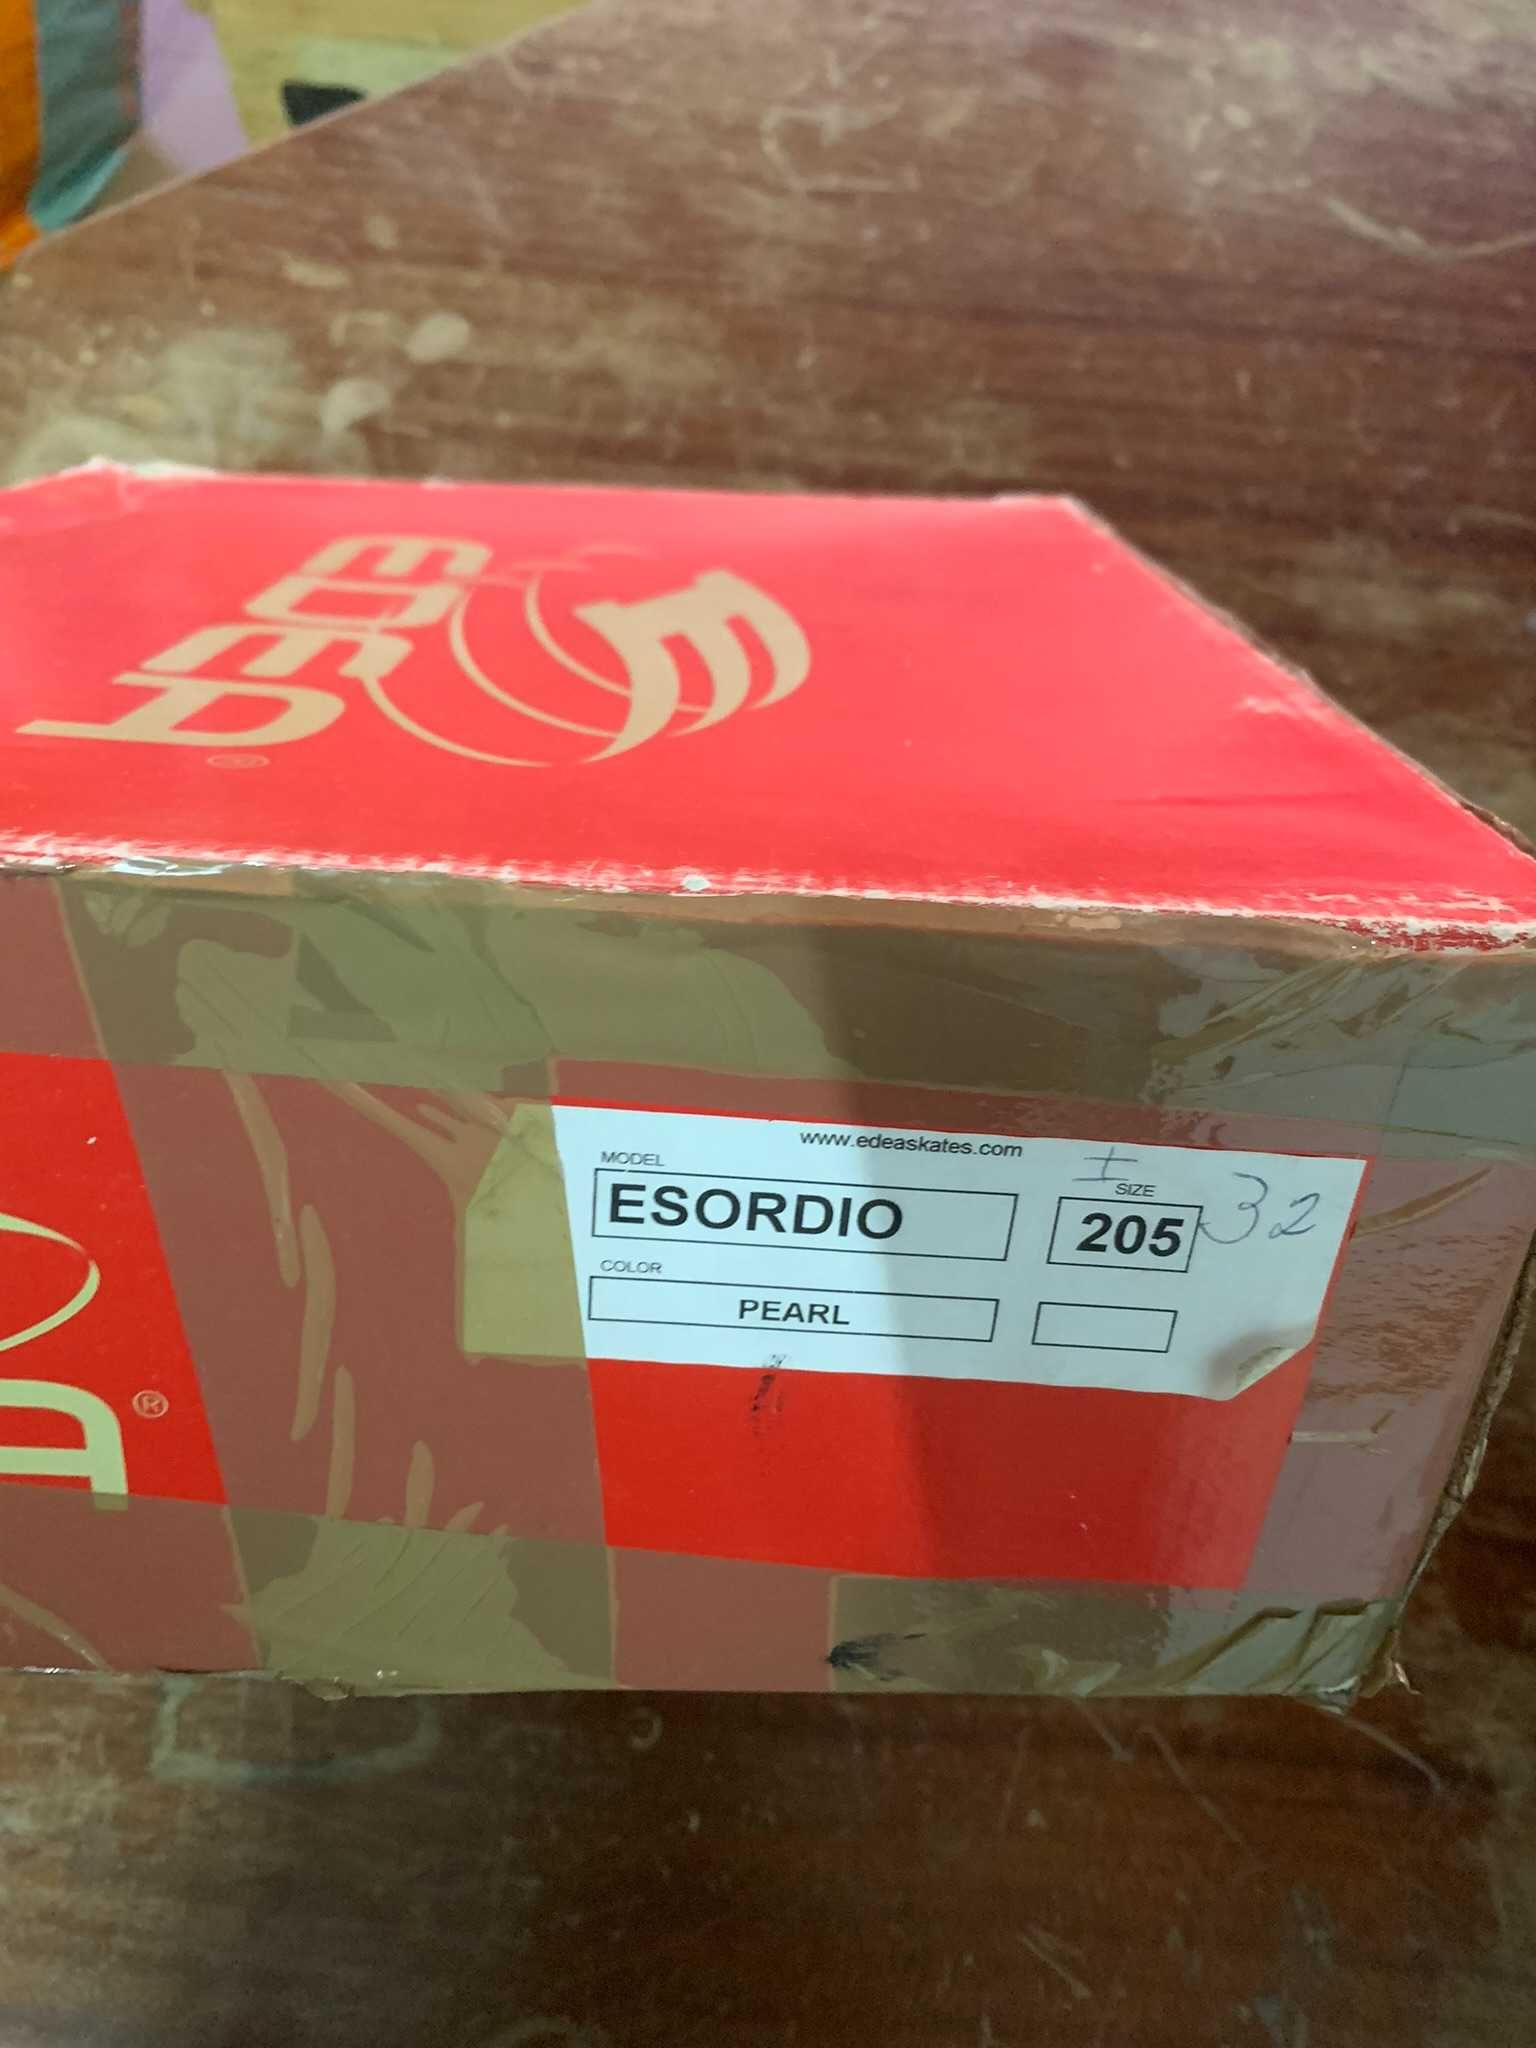 EDEA
®
www.edeaskates.com
MODEL
ESORDIO
±
SIZE
205
32
COLOR
PEARL
A
®